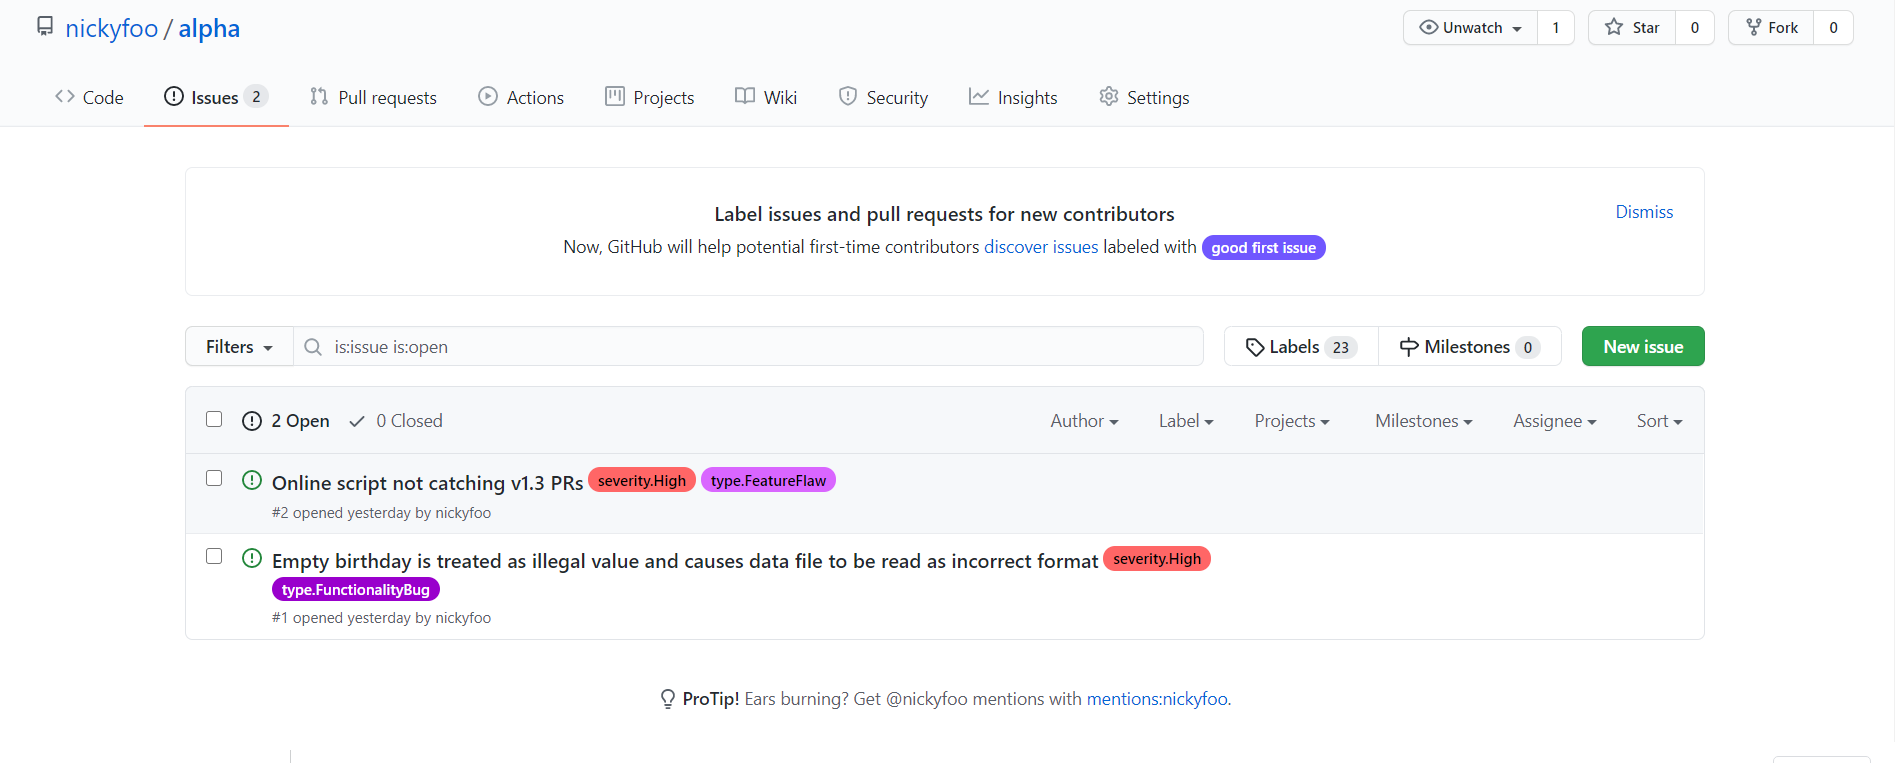 nickyfoo / alpha
Unwatch 1 Star 0 Fork 0
Code Issues 2 Pull requests Actions Projects Wiki Security Insights Settings
Label issues and pull requests for new contributors
Dismiss
Now, GitHub will help potential first-time contributors discover issues labeled with good first issue
Filters is:issue is:open Labels 23 Milestones 0 New issue
2 Open 0 Closed Author Label Projects Milestones Assignee Sort
Online script not catching v1.3 PRs severity.High type.FeatureFlaw
#2 opened yesterday by nickyfoo
Empty birthday is treated as illegal value and causes data file to be read as incorrect format severity.High
type.FunctionalityBug
#1 opened yesterday by nickyfoo
ProTip! Ears burning? Get @nickyfoo mentions with mentions:nickyfoo.